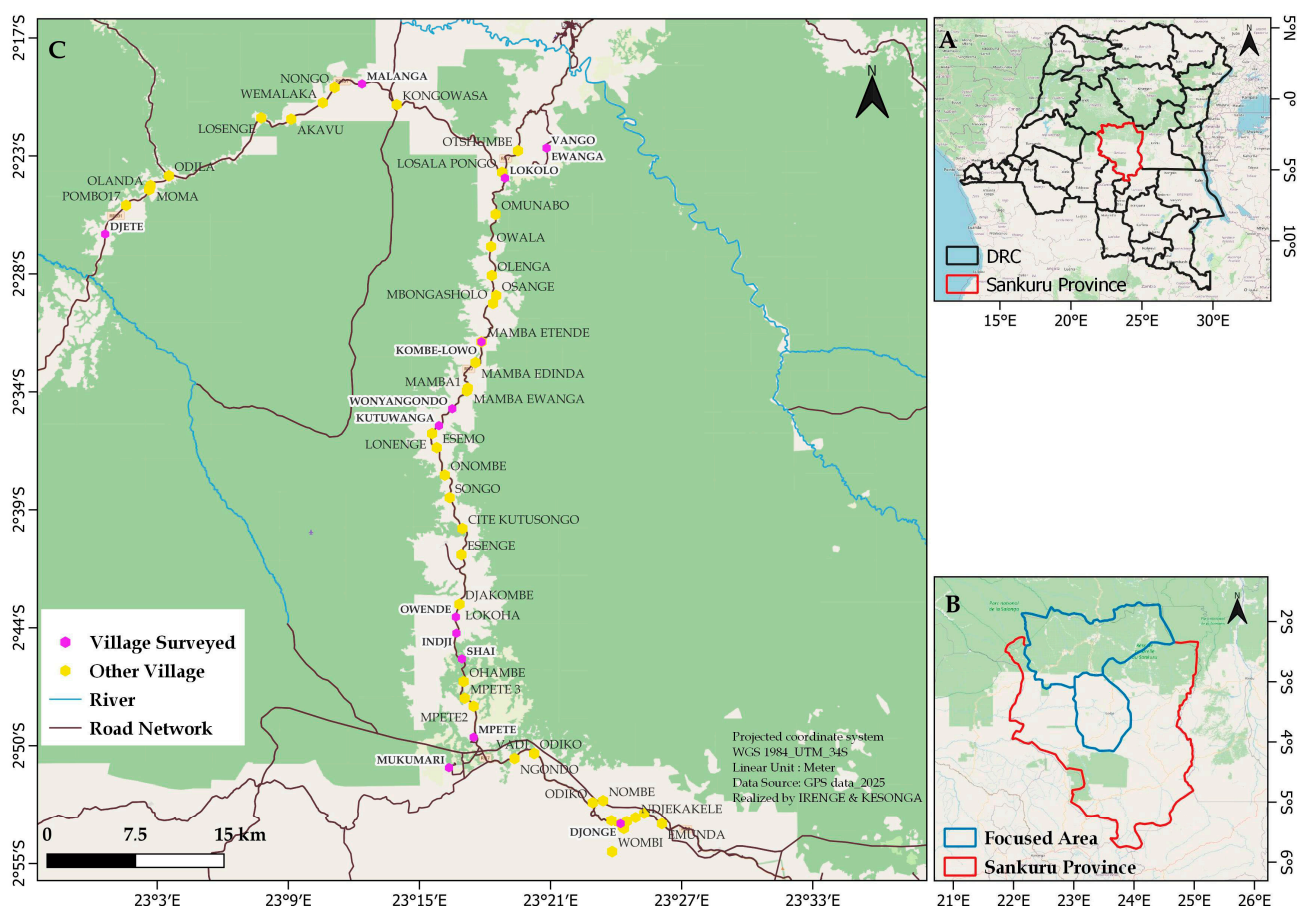 C
N
NONGO
MALANGA
WEMALAKA
KONGOWASA
LOSENGE
AKAVU
OTSHUMBE
VANGO
EWANGA
LOSALA PONGO
LOKOLO
ODILA
OLANDA
POMBO17
MOMA
DJETE
OMUNABO
OWALA
OLENGA
OSANGE
MBONGASHOLO
MAMBA ETENDE
KOMBE-LOWO
MAMBA EDINDA
MAMBA1
MAMBA EWANGA
WONYANGONDO
KUTUWANGA
ESEMO
LONENGE
ONOMBE
SONGO
CITE KUTUSONGO
ESENGE
DJAKOMBE
OWENDE
LOKOHA
INDJI
SHAI
OHAMBE
MPETE 3
MPETE2
MPETE
VADI
ODIKO
MUKUMARI
NGONDO
ODIKO
NOMBE
NDJEKAKELE
DJONGE
EMUNDA
WOMBI
Village Surveyed
Other Village
River
Road Network
Projected coordinate system
WGS 1984_UTM_34S
Linear Unit : Meter
Data Source: GPS data_2025
Realized by IRENGE & KESONGA
0 7.5 15 km
2°17'S
2°23'S
2°28'S
2°34'S
2°39'S
2°44'S
2°50'S
2°55'S
23°3'E 23°9'E 23°15'E 23°21'E 23°27'E 23°33'E
A
N
DRC
Sankuru Province
5°N
0°
5°S
10°S
15°E 20°E 25°E 30°E
B
N
Focused Area
Sankuru Province
2°S
3°S
4°S
5°S
6°S
21°E 22°E 23°E 24°E 25°E 26°E